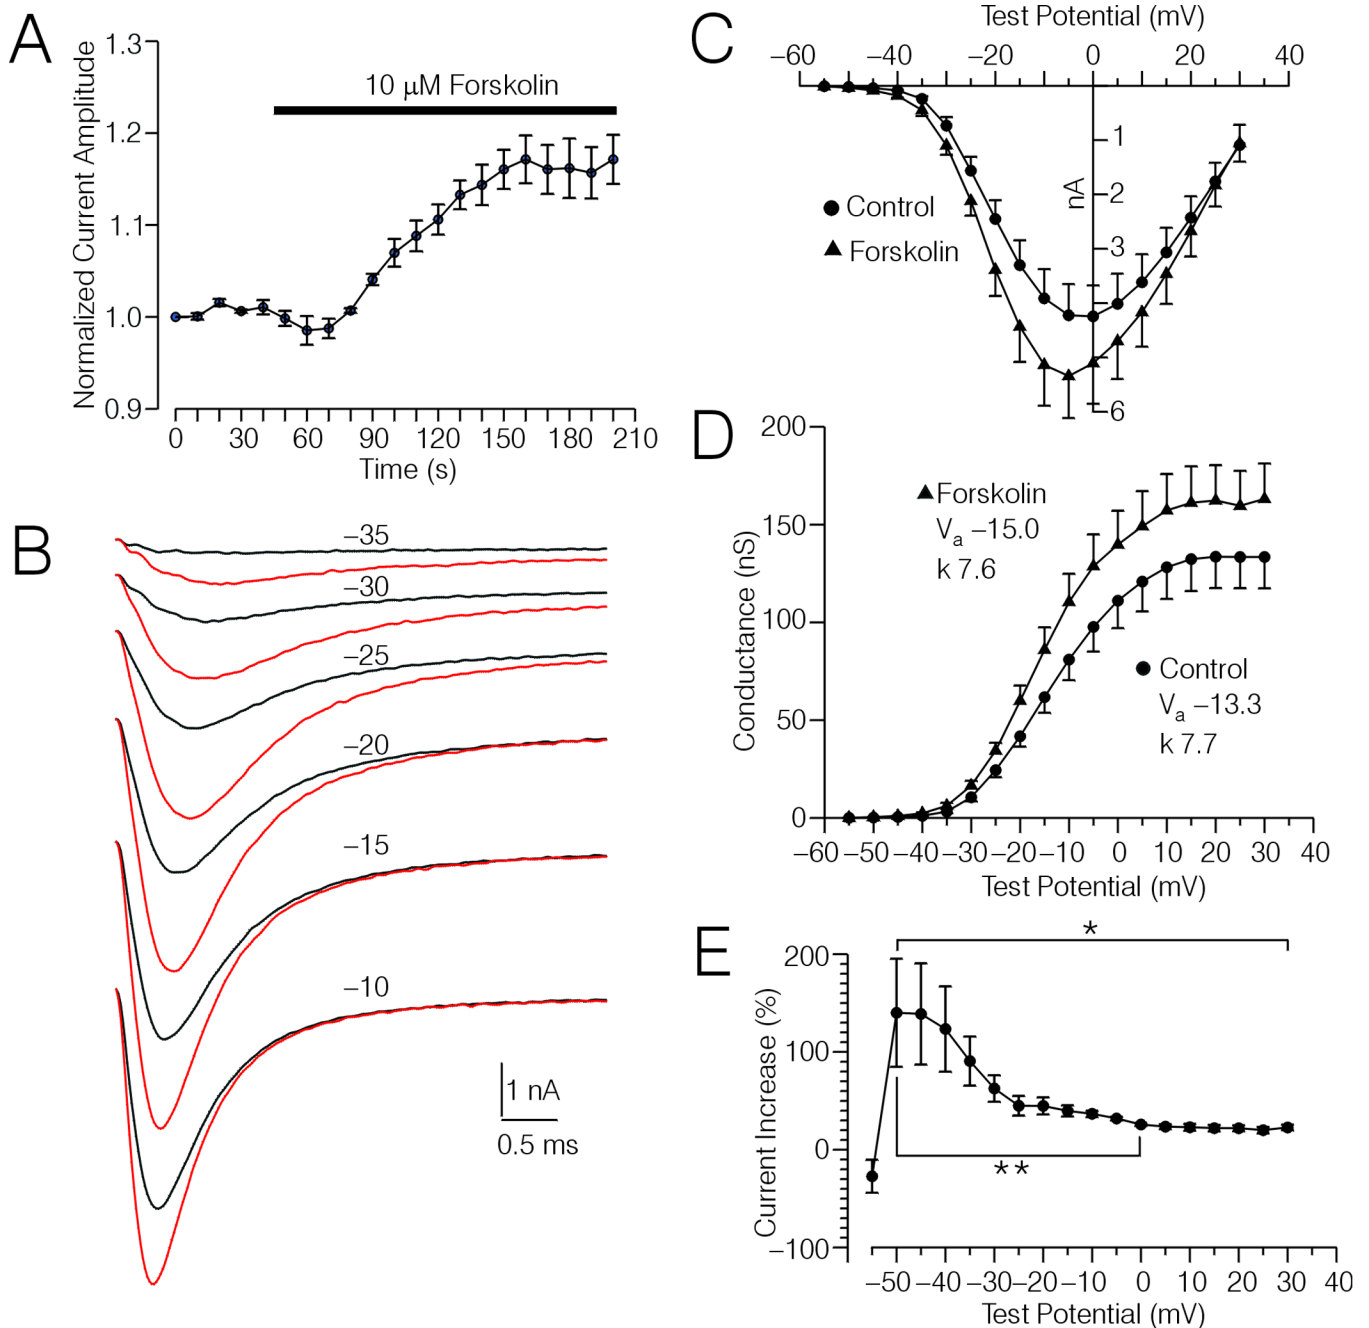 A
Normalized Current Amplitude
1.3
1.2
1.1
1.0
0.9
10 μM Forskolin
0 30 60 90 120 150 180 210
Time (s)
B
−35
−30
−25
−20
−15
−10
1 nA
0.5 ms
C
Test Potential (mV)
−60 −40 −20 0 20 40
1
2
3
6
nA
Control
Forskolin
D
Conductance (nS)
200
150
100
50
0
Forskolin
Va −15.0
k 7.6
Control
Va −13.3
k 7.7
−60 −50 −40 −30 −20 −10 0 10 20 30 40
Test Potential (mV)
E
Current Increase (%)
200
100
0
−100
*
**
−50 −40 −30 −20 −10 0 10 20 30 40
Test Potential (mV)